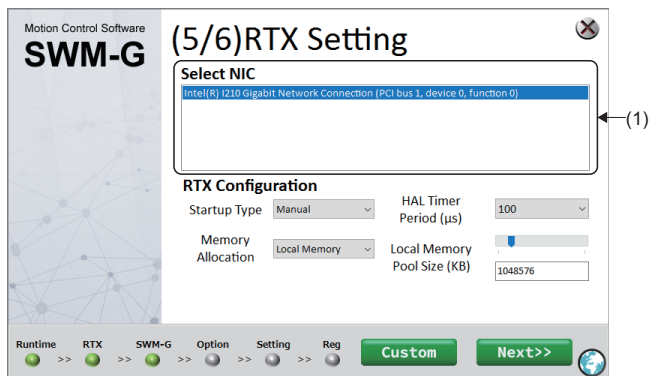 Motion Control Software
SWM-G
(5/6)RTX Setting
Select NIC
Intel(R) I210 Gigabit Network Connection (PCI bus 1, device 0, function 0)
(1)
RTX Configuration
Startup Type Manual
HAL Timer
Period (µs) 100
Memory
Allocation Local Memory
Local Memory
Pool Size (KB) 1048576
Runtime RTX SWM-G Option Setting Reg
>> >> >> >> >>
Custom
Next>>